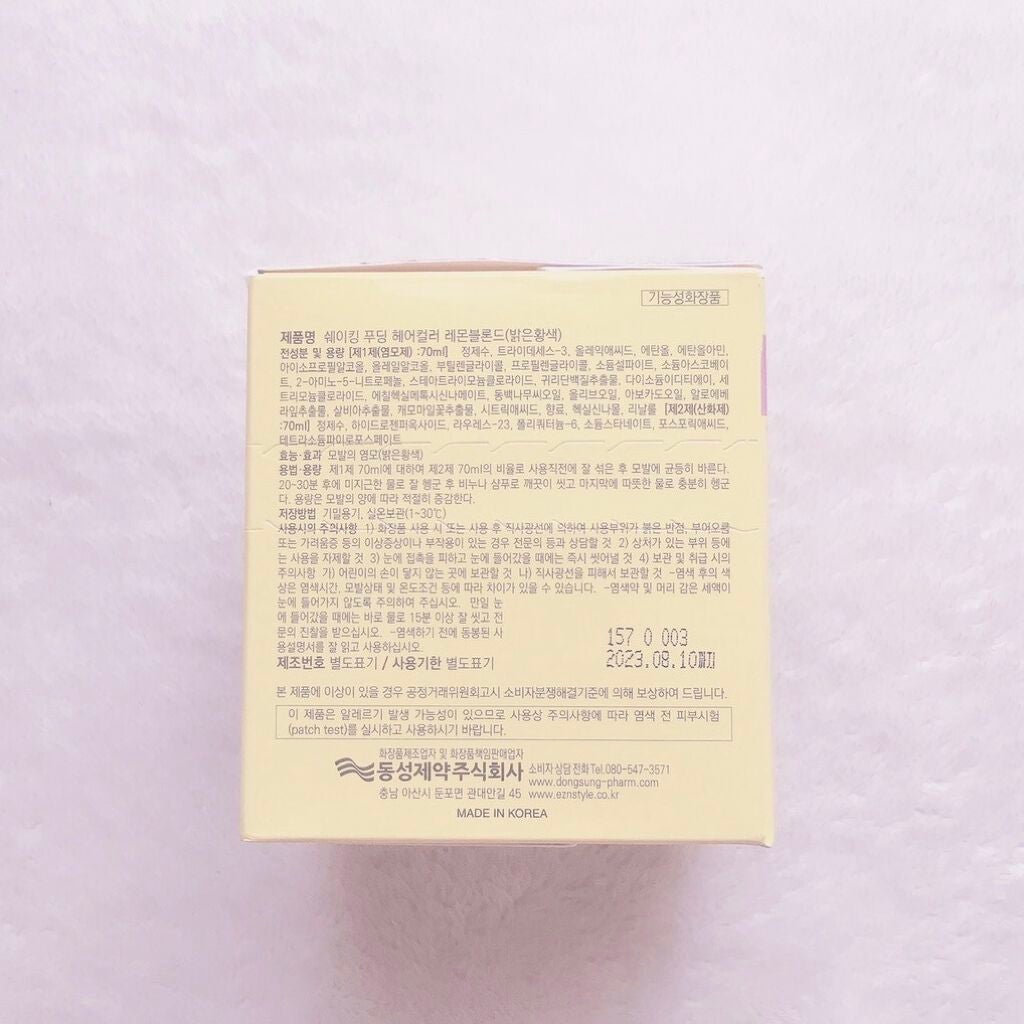 기능성화장품
제품명 쉐이킹 푸딩 헤어컬러 레몬블론드(밝은황색)
전성분 및 용량 [제1제(염모제) :70ml] 정제수, 트라이데세스-3, 올레익애씨드, 에탄올, 에탄올아민,
아이소프로필알코올, 올레일알코올, 부틸렌글라이콜, 프로필렌글라이콜, 소듐설파이트, 소듐아스코베이
트, 2-아미노-5-니트로페놀, 스테아트라이모늄클로라이드, 귀리단백질추출물, 다이소듐이디티에이, 세
트리모늄클로라이드, 에칠헥실메톡시신나메이트, 동백나무씨오일, 올리브오일, 아보카도오일, 알로에베
라잎추출물, 살비아추출물, 캐모마일꽃추출물, 시트릭애씨드, 향료, 헥실신나몰, 리날룰 [제2제(산화제)
:70ml] 정제수, 하이드로젠퍼옥사이드, 라우레스-23, 폴리쿼터늄-6, 소듐스타네이트, 포스포릭애씨드,
테트라소듐파이로포스페이트
효능·효과 모발의 염모(밝은황색)
용법·용량 제1제 70ml에 대하여 제2제 70ml의 비율로 사용직전에 잘 섞은 후 모발에 균등히 바른다.
20~30분 후에 미지근한 물로 잘 헹군 후 비누나 샴푸로 깨끗이 씻고 마지막에 따뜻한 물로 충분히 헹군
다. 용량은 모발의 양에 따라 적절히 증감한다.
저장방법 기밀용기, 실온보관(1~30℃)
사용시의 주의사항 1) 화장품 사용 시 또는 사용 후 직사광선에 의하여 사용부위가 붉은 반점, 부어오름
또는 가려움증 등의 이상증상이나 부작용이 있는 경우 전문의 등과 상담할 것 2) 상처가 있는 부위 등에
는 사용을 자제할 것 3) 눈에 접촉을 피하고 눈에 들어갔을 때에는 즉시 씻어낼 것 4) 보관 및 취급 시의
주의사항 가) 어린이의 손이 닿지 않는 곳에 보관할 것 나) 직사광선을 피해서 보관할 것 -염색 후의 색
상은 염색시간, 모발상태 및 온도조건 등에 따라 차이가 있을 수 있습니다. -염색약 및 머리 감은 세액이
눈에 들어가지 않도록 주의하여 주십시오. 만일 눈
에 들어갔을 때에는 바로 물로 15분 이상 잘 씻고 전
문의 진찰을 받으십시오. -염색하기 전에 동봉된 사
용설명서를 잘 읽고 사용하십시오.
157 0 003
제조번호 별도표기 / 사용기한 별도표기
2023.08.10까지
본 제품에 이상이 있을 경우 공정거래위원회고시 소비자분쟁해결기준에 의해 보상하여 드립니다.
이 제품은 알레르기 발생 가능성이 있으므로 사용상 주의사항에 따라 염색 전 피부시험
(patch test)를 실시하고 사용하시기 바랍니다.
화장품제조업자 및 화장품책임판매업자
동성제약주식회사 소비자상담 전화 Tel.080-547-3571
www.dongsung-pharm.com
충남 아산시 둔포면 관대안길 45 www.eznstyle.co.kr
MADE IN KOREA